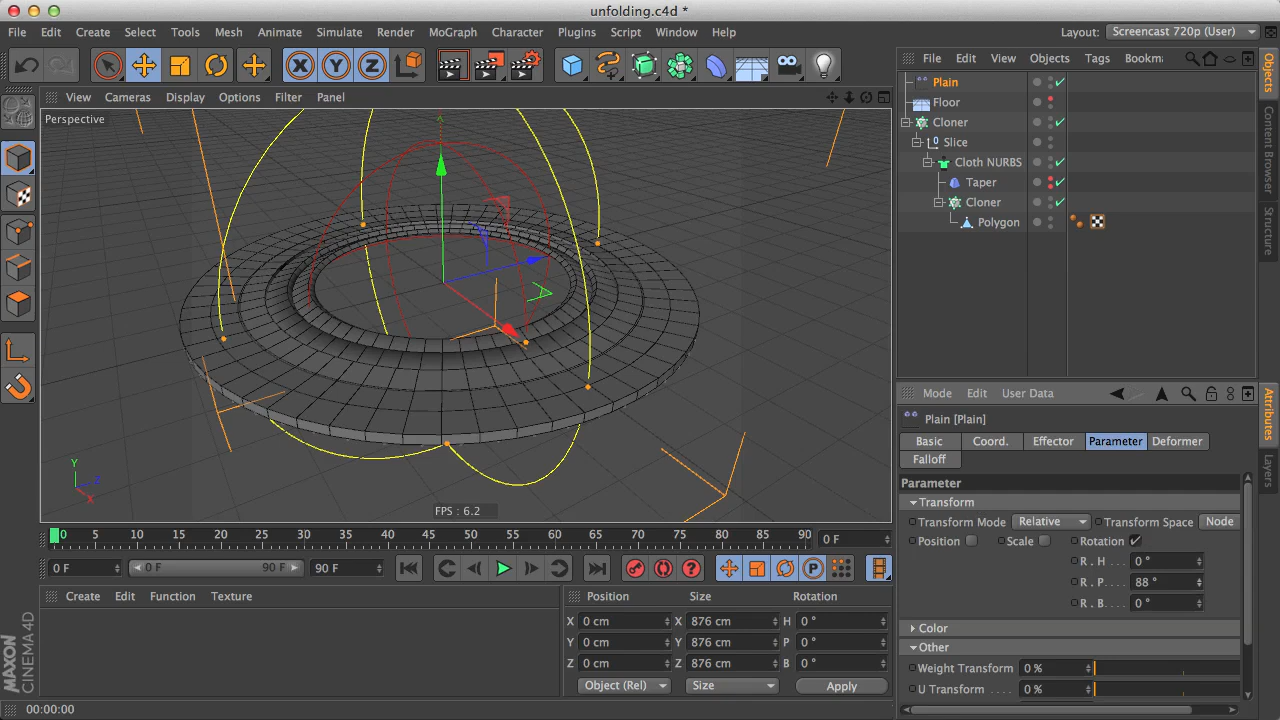 unfolding.c4d *
File Edit Create Select Tools Mesh Animate Simulate Render MoGraph Character Plugins Script Window Help
Layout: Screencast 720p (User)
View Cameras Display Options Filter Panel
Perspective
Y
FPS : 6.2
Y
Z
X
0 5 10 15 20 25 30 35 40 45 50 55 60 65 70 75 80 85 90 0 F
0 F 0 F 90 F 90 F
Create Edit Function Texture
Position Size Rotation
X 0 cm X 876 cm H 0 °
Y 0 cm Y 876 cm P 0 °
Z 0 cm Z 876 cm B 0 °
Object (Rel) Size Apply
MAXON
CINEMA4D
00:00:00
File Edit View Objects Tags Bookm
Plain
Floor
Cloner
Slice
Cloth NURBS
Taper
Cloner
Polygon
Objects
Content Browser
Structure
Mode Edit User Data
Plain [Plain]
Basic Coord. Effector Parameter Deformer
Falloff
Parameter
Transform
Transform Mode Relative Transform Space Node
Position Scale Rotation
R . H 0 °
R . P 88 °
R . B 0 °
Color
Other
Weight Transform 0 %
U Transform .... 0 %
Attributes
Layers